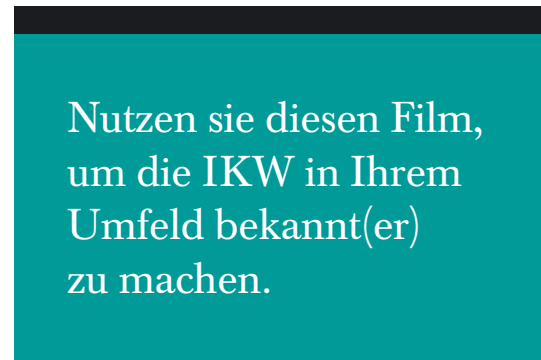 Nutzen sie diesen Film,
um die IKW in Ihrem
Umfeld bekannt(er)
zu machen.